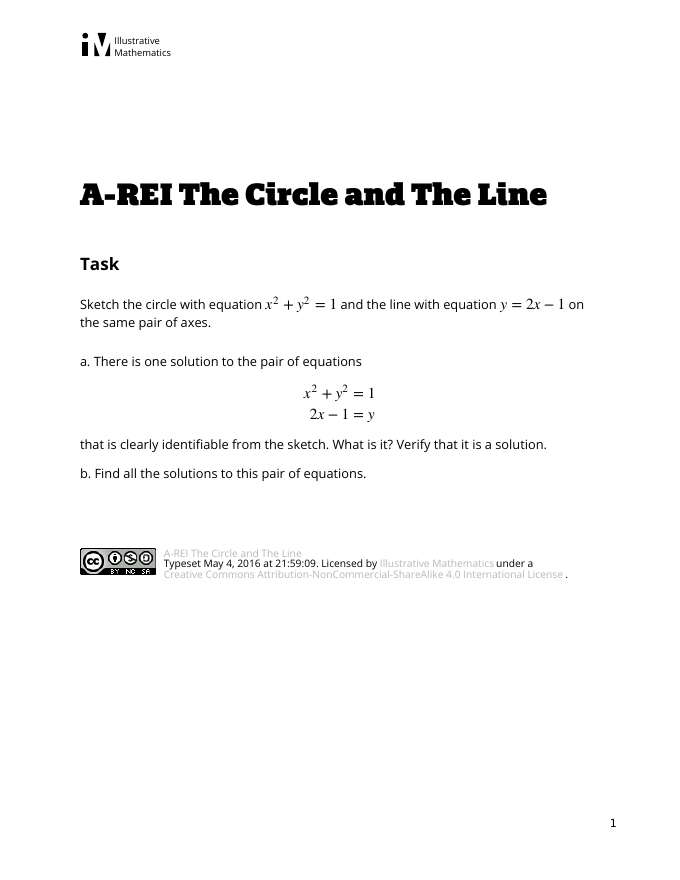 Illustrative
Mathematics
A-REI The Circle and The Line
Task
Sketch the circle with equation x² + y² = 1 and the line with equation y = 2x − 1 on
the same pair of axes.
a. There is one solution to the pair of equations
x² + y² = 1
2x − 1 = y
that is clearly identifiable from the sketch. What is it? Verify that it is a solution.
b. Find all the solutions to this pair of equations.
cc BY NC SA
A-REI The Circle and The Line
Typeset May 4, 2016 at 21:59:09. Licensed by Illustrative Mathematics under a
Creative Commons Attribution-NonCommercial-ShareAlike 4.0 International License .
1